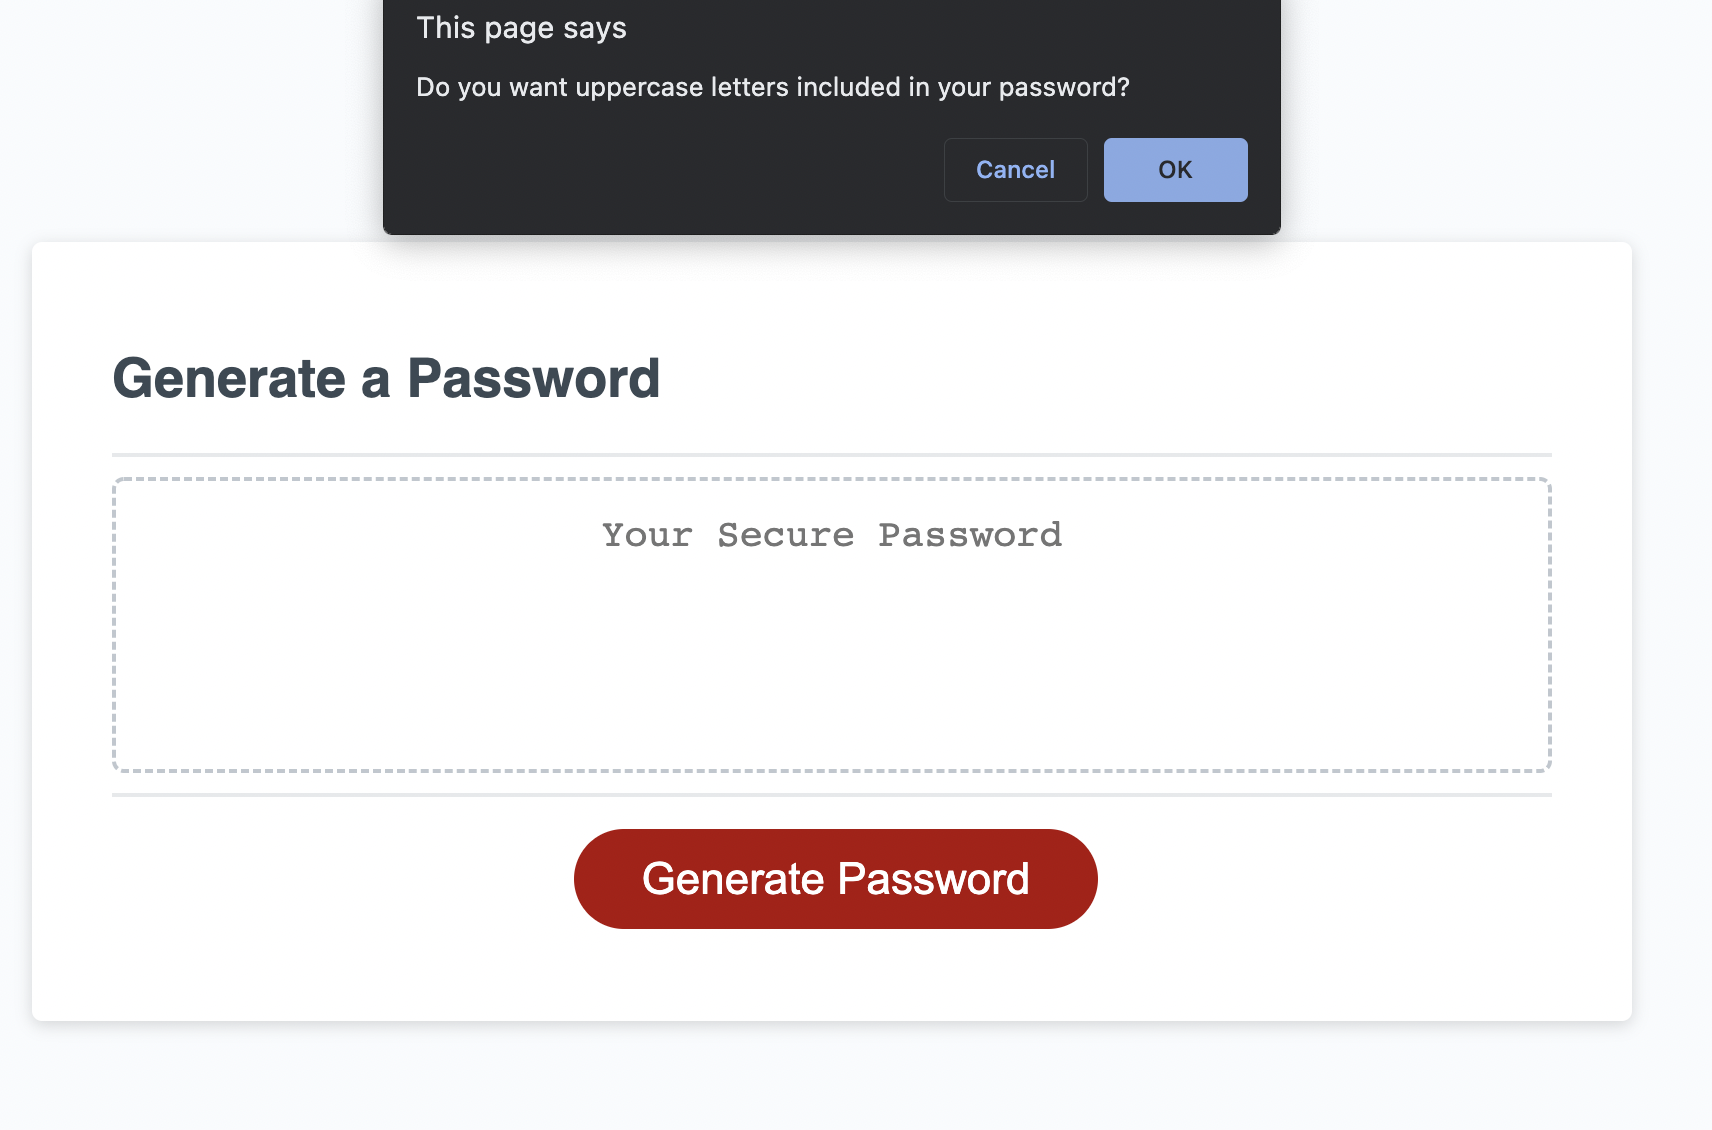 This page says
Do you want uppercase letters included in your password?
Cancel OK
Generate a Password
Your Secure Password
Generate Password